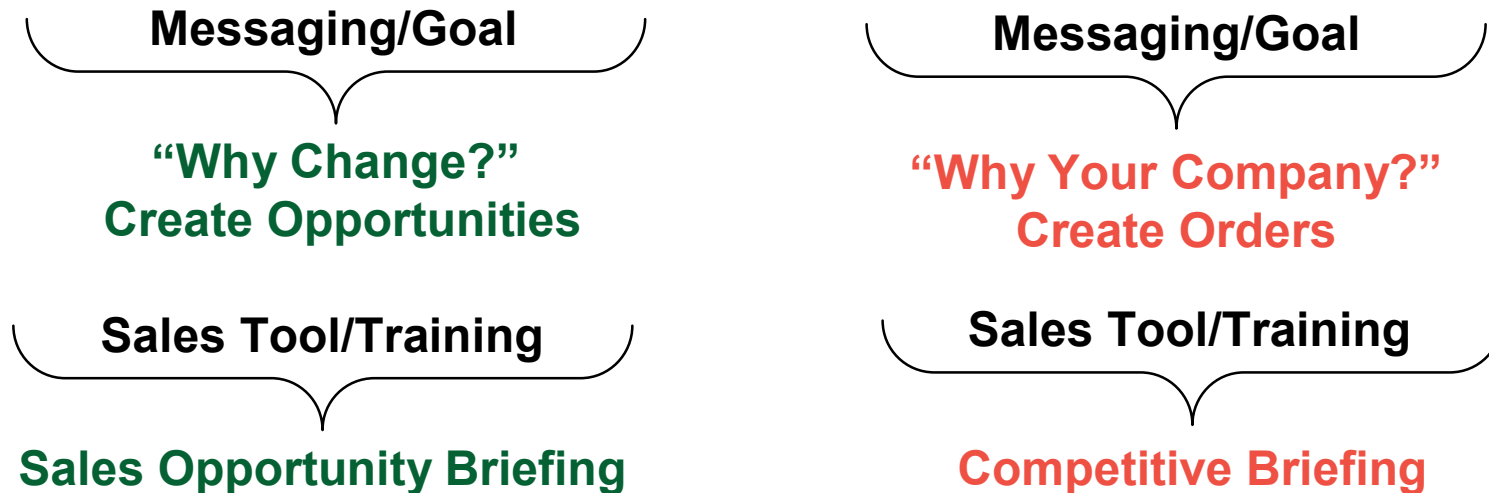 Messaging/Goal
“Why Change?”
Create Opportunities
Sales Tool/Training
Sales Opportunity Briefing
Messaging/Goal
“Why Your Company?”
Create Orders
Sales Tool/Training
Competitive Briefing